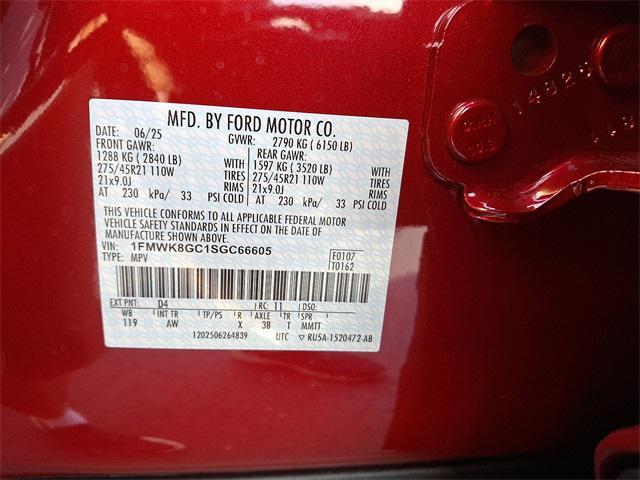 MFD. BY FORD MOTOR CO.
DATE: 06/25 GVWR: 2790 KG ( 6150 LB)
FRONT GAWR: REAR GAWR:
1288 KG ( 2840 LB) WITH 1597 KG ( 3520 LB) WITH
275/45R21 110W TIRES 275/45R21 110W TIRES
21x9.0J RIMS 21x9.0J RIMS
AT 230 kPa/ 33 PSI COLD AT 230 kPa/ 33 PSI COLD
THIS VEHICLE CONFORMS TO ALL APPLICABLE FEDERAL MOTOR
VEHICLE SAFETY STANDARDS IN EFFECT ON THE DATE OF
MANUFACTURE SHOWN ABOVE.
VIN: 1FMWK8GC1SGC66605 F0107
TYPE: MPV T0162
EXT PNT: D4 RC: 11 DSO:
WB INT TR TP/PS R AXLE TR SPR
119 AW X 3B T MMTT
1202506264839 UTC ▽ RU5A-1520472-AB